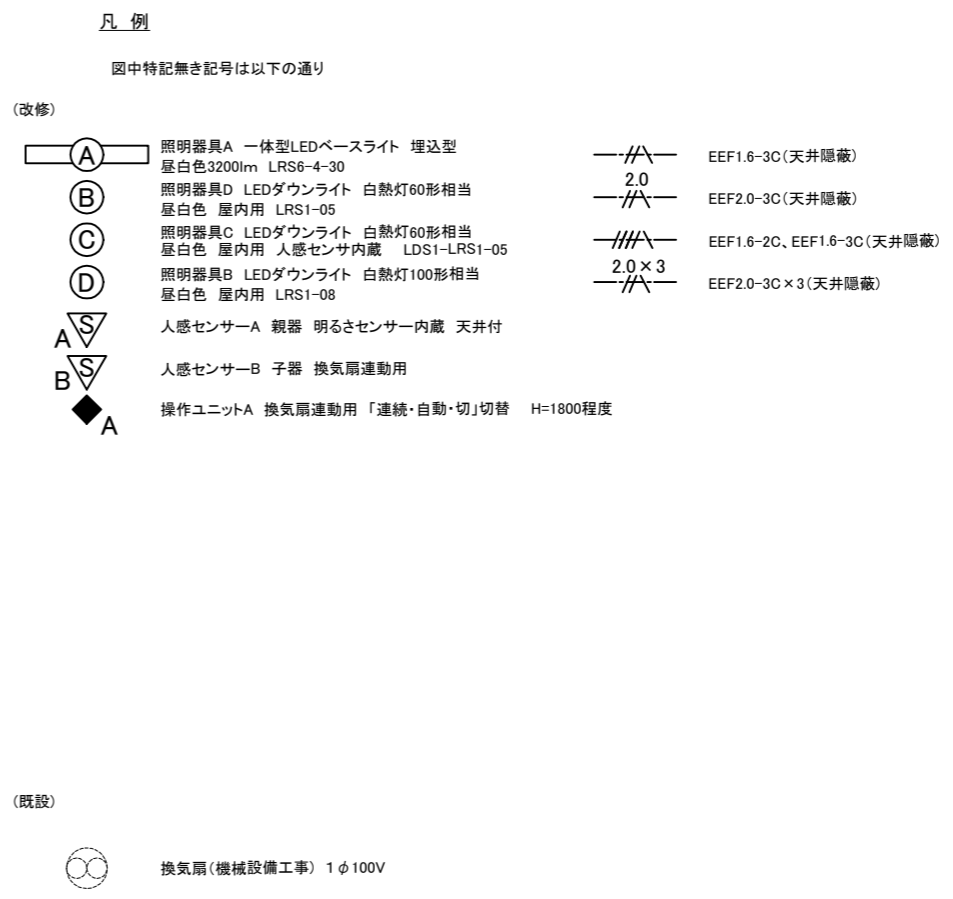 凡 例
図中特記無き記号は以下の通り
(改修)
A
照明器具A 一体型LEDベースライト 埋込型
昼白色3200lm LRS6-4-30
B
照明器具D LEDダウンライト 白熱灯60形相当
昼白色 屋内用 LRS1-05
C
照明器具C LEDダウンライト 白熱灯60形相当
昼白色 屋内用 人感センサ内蔵 LDS1-LRS1-05
D
照明器具B LEDダウンライト 白熱灯100形相当
昼白色 屋内用 LRS1-08
S
A
人感センサーA 親器 明るさセンサー内蔵 天井付
S
B
人感センサーB 子器 換気扇連動用
A
操作ユニットA 換気扇連動用 「連続・自動・切」切替 H=1800程度
EEF1.6-3C(天井隠蔽)
2.0
EEF2.0-3C(天井隠蔽)
EEF1.6-2C、EEF1.6-3C(天井隠蔽)
2.0×3
EEF2.0-3C×3(天井隠蔽)
(既設)
換気扇(機械設備工事) 1φ100V